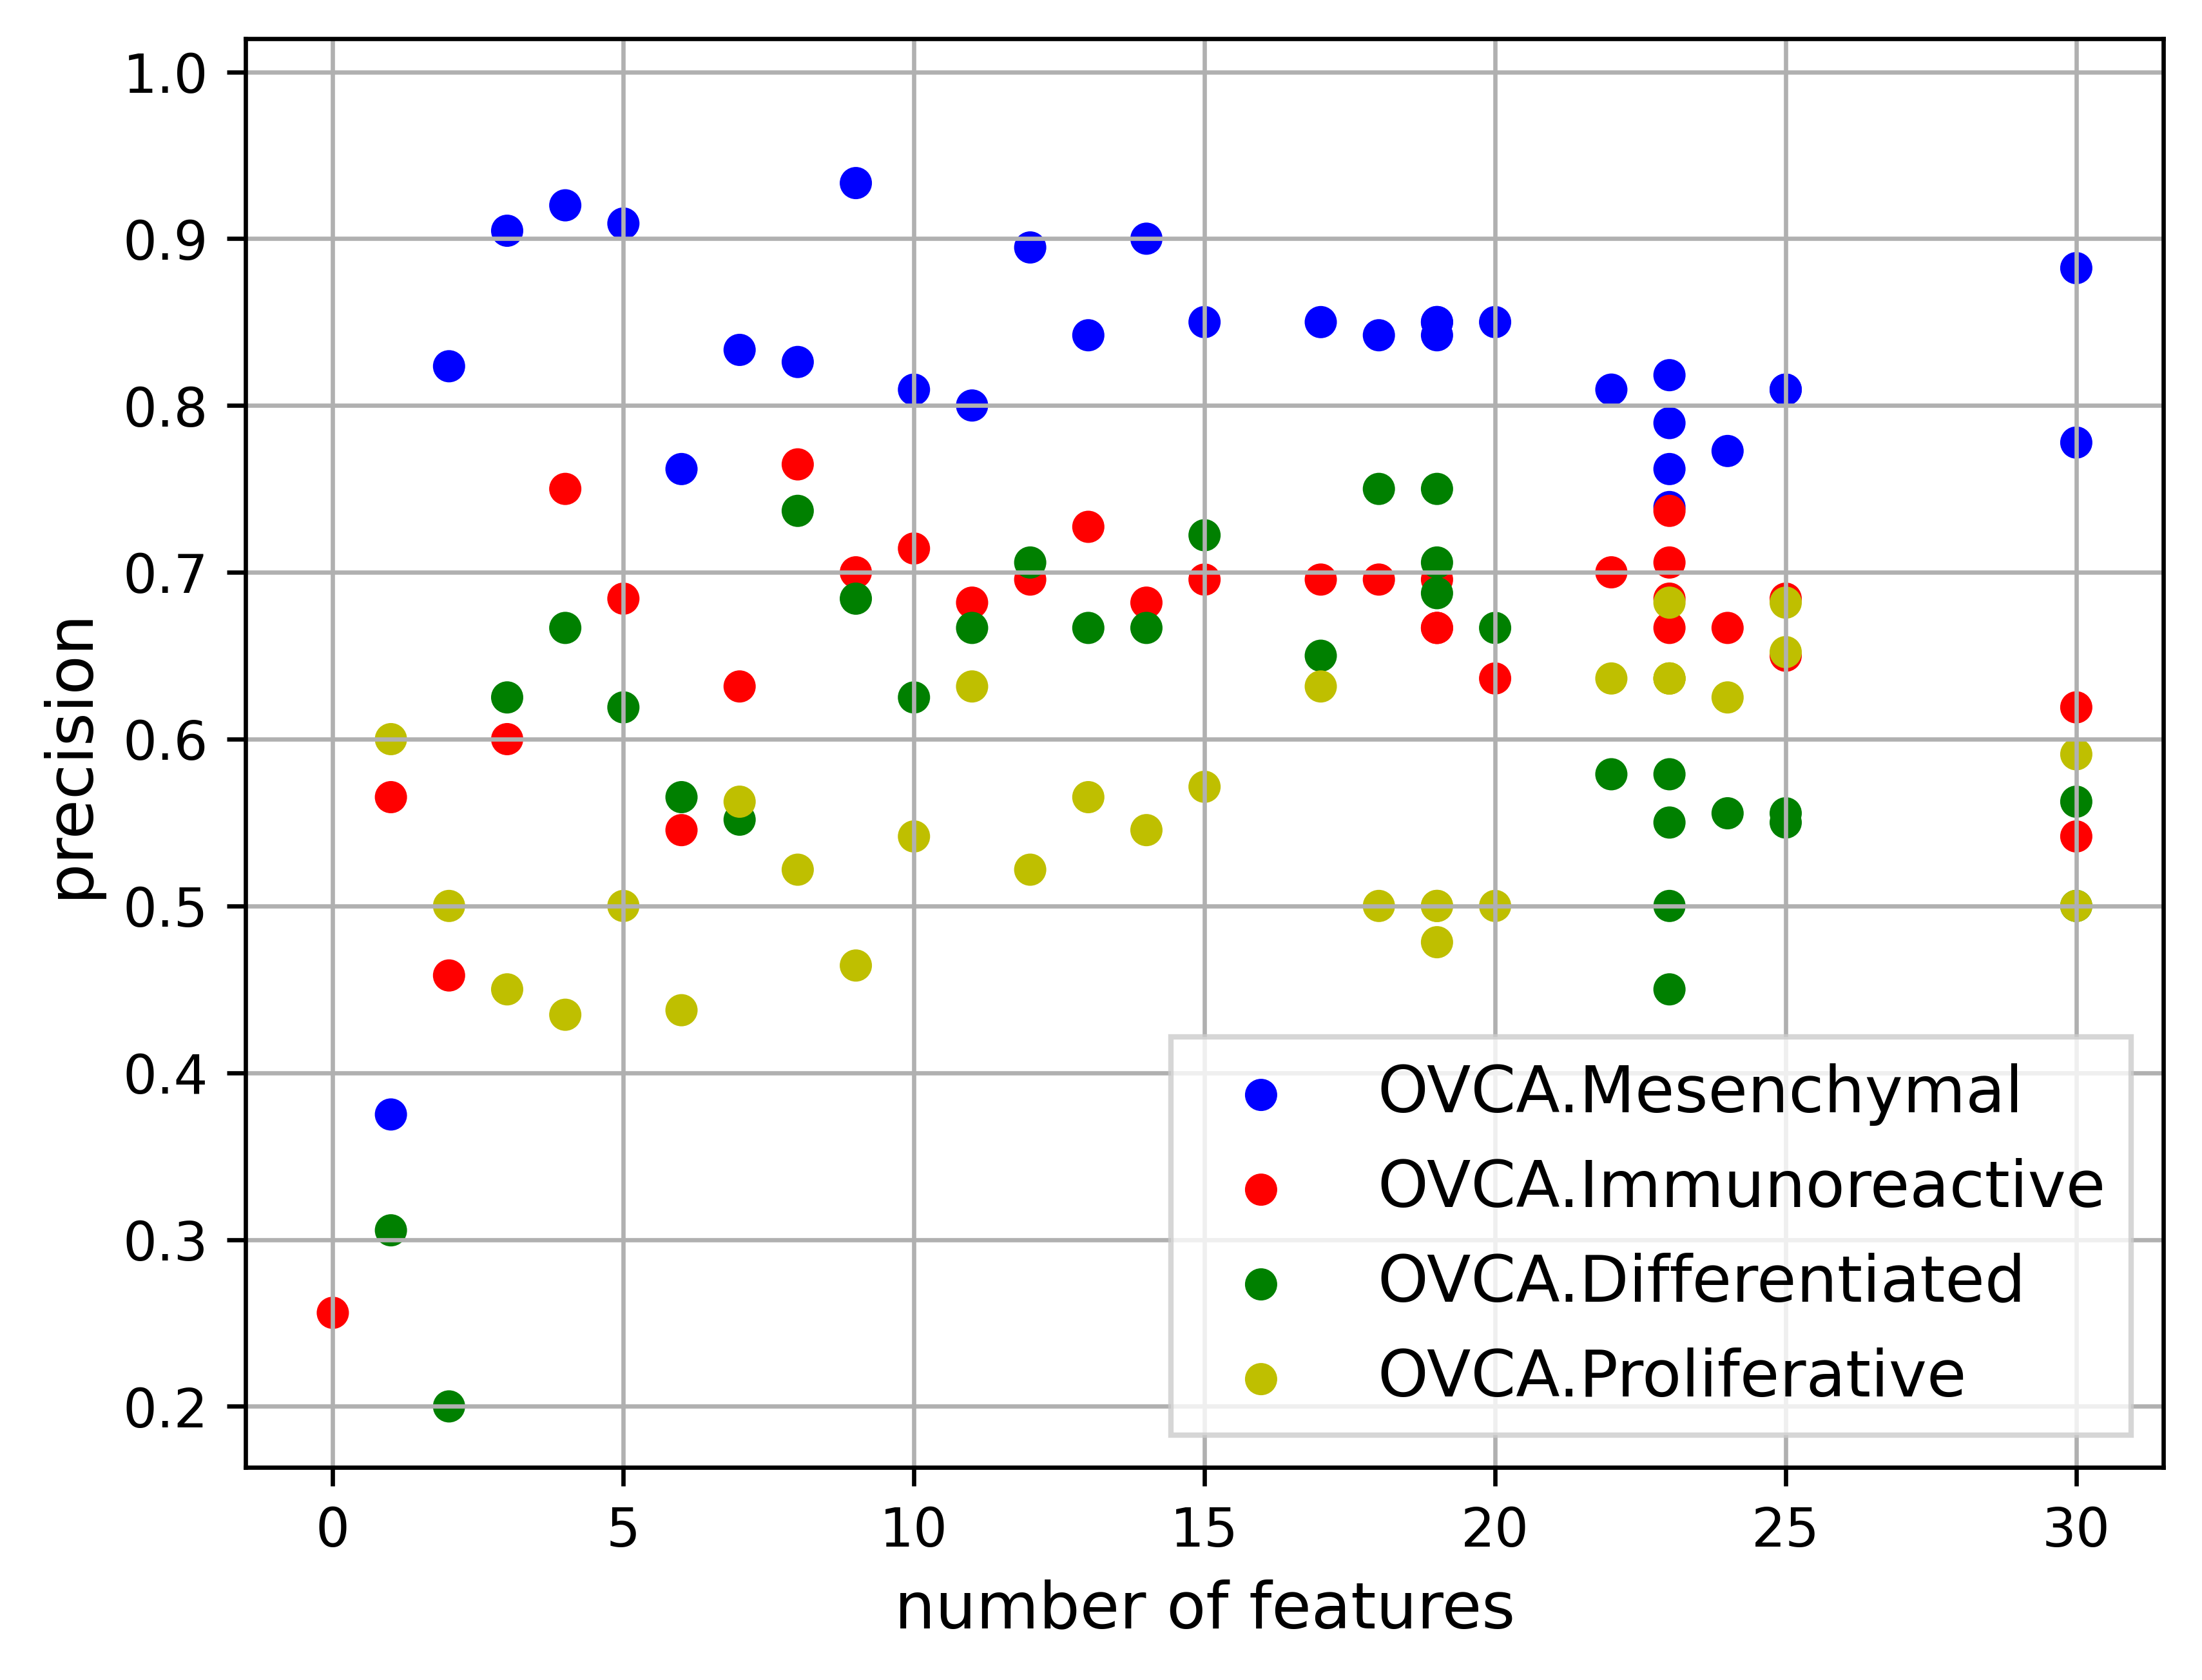 1.0
0.9
0.8
0.7
0.6
0.5
0.4
0.3
0.2
precision
0 5 10 15 20 25 30
number of features
OVCA.Mesenchymal
OVCA.Immunoreactive
OVCA.Differentiated
OVCA.Proliferative